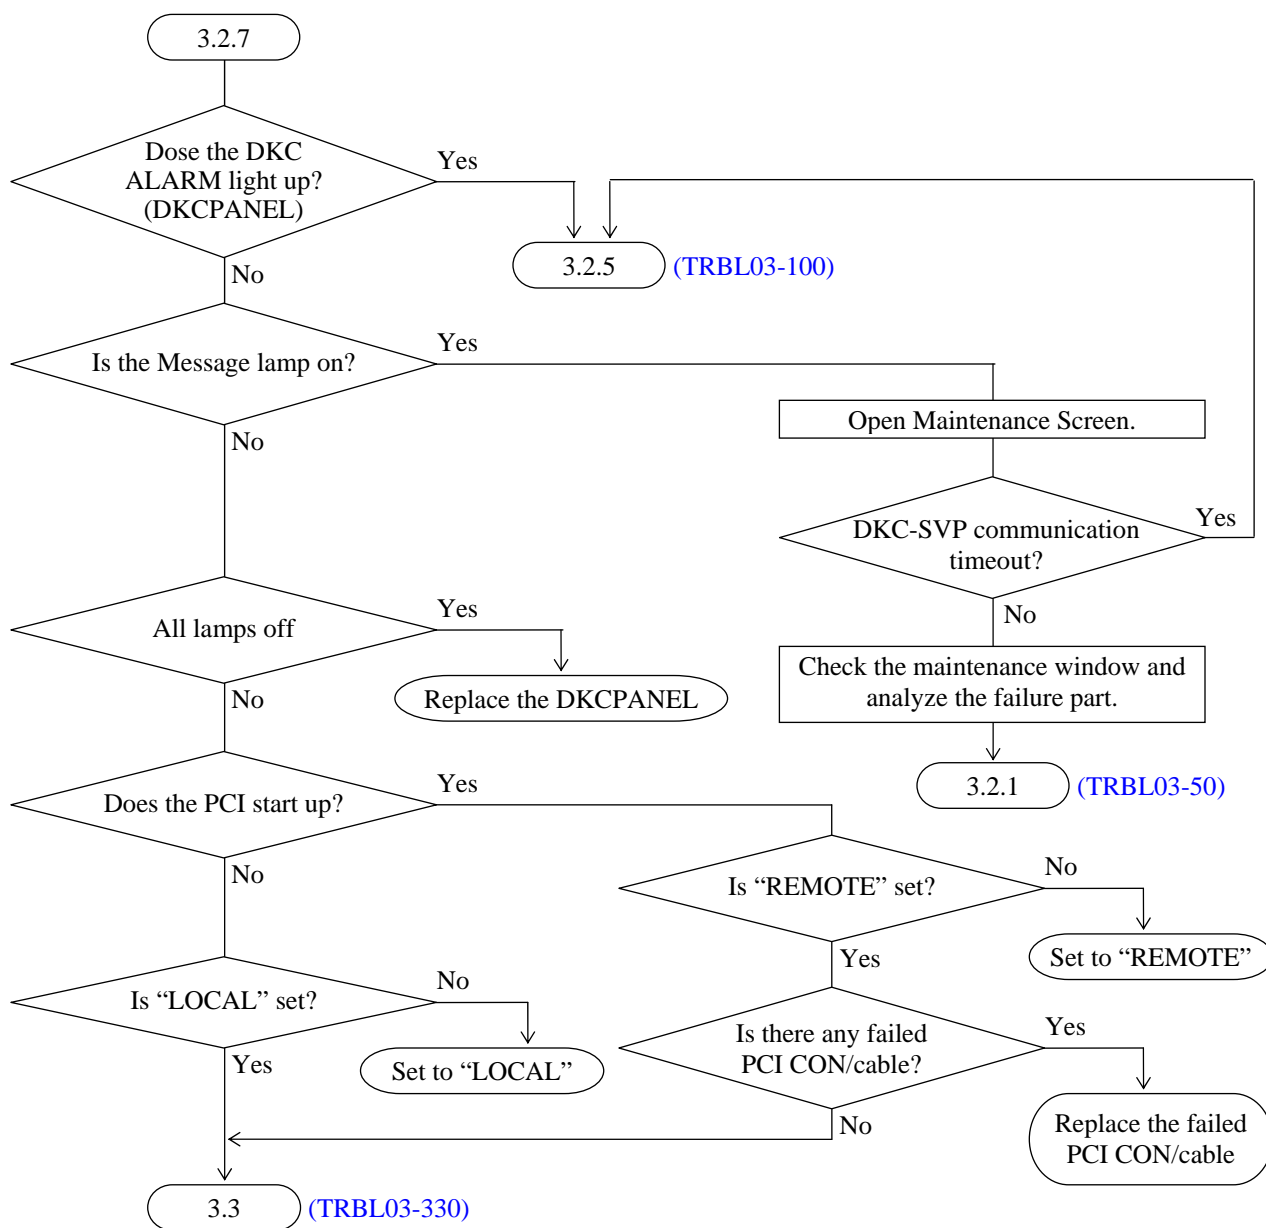 3.2.7
Dose the DKC
ALARM light up?
(DKCPANEL)
Yes
No
3.2.5
(TRBL03-100)
Is the Message lamp on?
Yes
No
Open Maintenance Screen.
DKC-SVP communication
timeout?
Yes
No
All lamps off
Yes
No
Replace the DKCPANEL
Check the maintenance window and
analyze the failure part.
3.2.1
(TRBL03-50)
Does the PCI start up?
Yes
No
Is “REMOTE” set?
No
Yes
Set to “REMOTE”
Is “LOCAL” set?
No
Yes
Set to “LOCAL”
Is there any failed
PCI CON/cable?
Yes
No
Replace the failed
PCI CON/cable
3.3
(TRBL03-330)